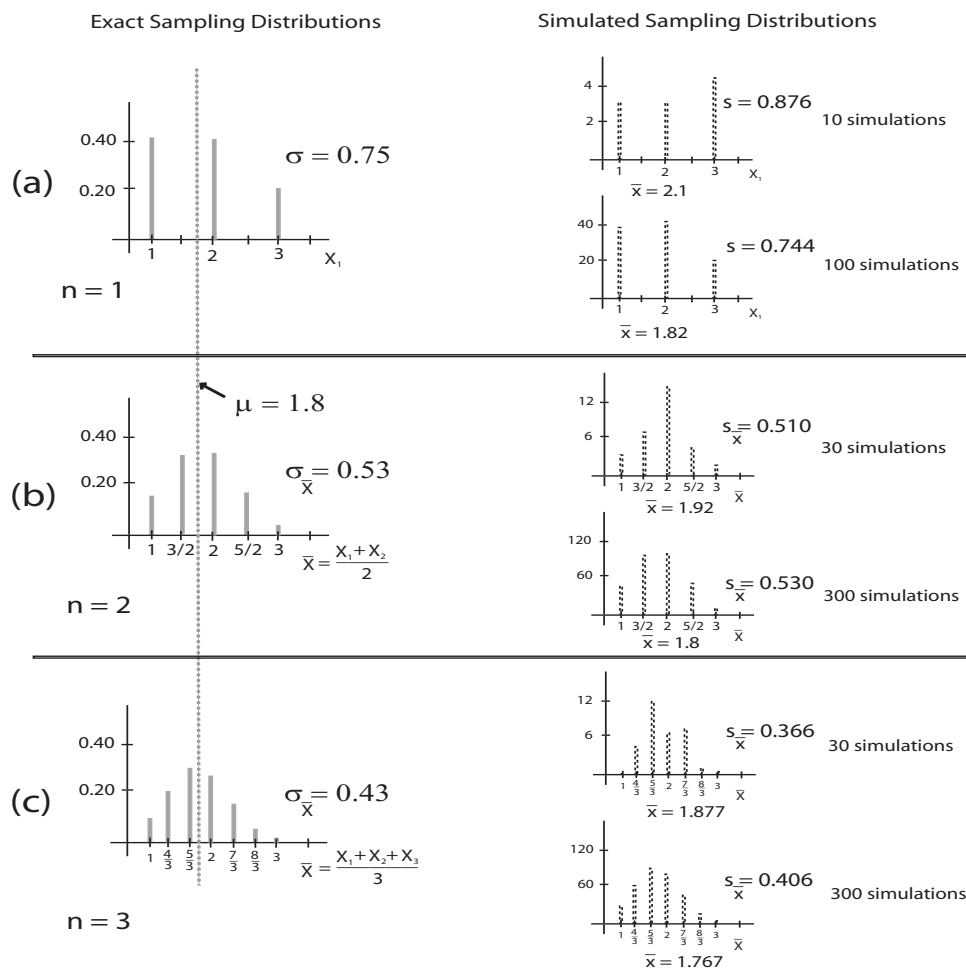 Exact Sampling Distributions
Simulated Sampling Distributions
(a)
0.40
0.20
σ = 0.75
1 2 3 X₁
n = 1
4
2
s = 0.876
10 simulations
1 2 3 X₁
x̅ = 2.1
40
20
s = 0.744
100 simulations
1 2 3 X₁
x̅ = 1.82
μ = 1.8
(b)
0.40
0.20
σ_x̅ = 0.53
1 3/2 2 5/2 3
x̅ = X₁ + X₂ / 2
n = 2
12
6
s_x̅ = 0.510
30 simulations
1 3/2 2 5/2 3 x̅
x̅ = 1.92
120
60
s_x̅ = 0.530
300 simulations
1 3/2 2 5/2 3 x̅
x̅ = 1.8
(c)
0.40
0.20
σ_x̅ = 0.43
1 4/3 5/3 2 7/3 8/3 3
x̅ = X₁ + X₂ + X₃ / 3
n = 3
12
6
s_x̅ = 0.366
30 simulations
1 4/3 5/3 2 7/3 8/3 3 x̅
x̅ = 1.877
120
60
s_x̅ = 0.406
300 simulations
1 4/3 5/3 2 7/3 8/3 3 x̅
x̅ = 1.767